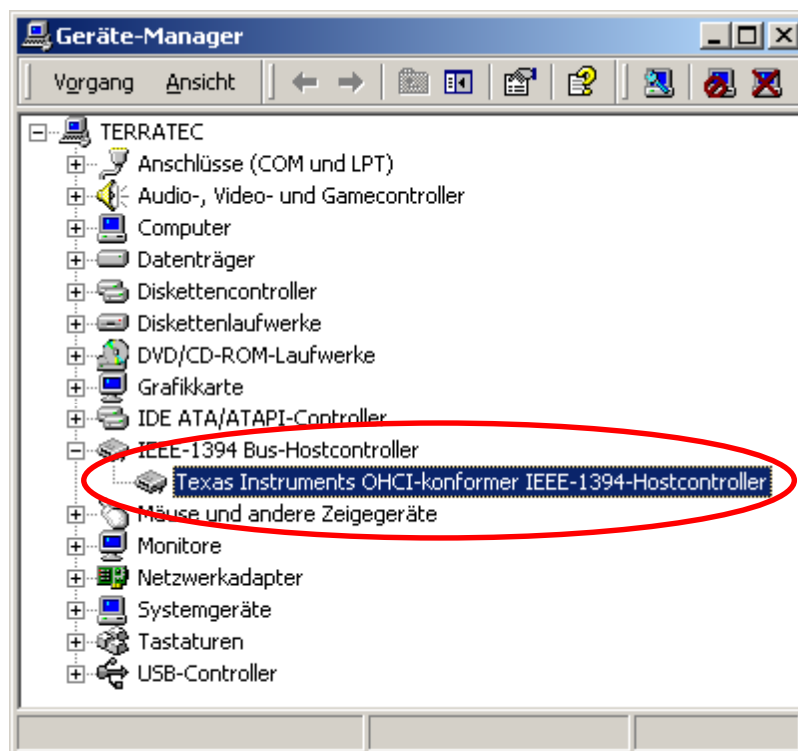 Geräte-Manager
Vorgang Ansicht
TERRATEC
Anschlüsse (COM und LPT)
Audio-, Video- und Gamecontroller
Computer
Datenträger
Diskettencontroller
Diskettenlaufwerke
DVD/CD-ROM-Laufwerke
Grafikkarte
IDE ATA/ATAPI-Controller
IEEE-1394 Bus-Hostcontroller
Texas Instruments OHCI-konformer IEEE-1394-Hostcontroller
Mäuse und andere Zeigegeräte
Monitore
Netzwerkadapter
Systemgeräte
Tastaturen
USB-Controller